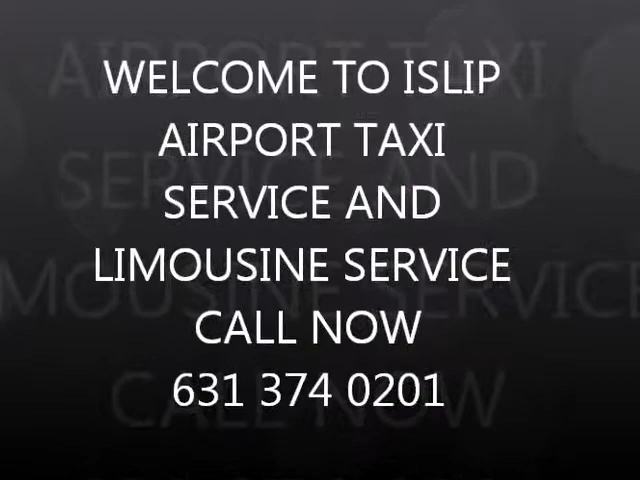 WELCOME TO ISLIP
AIRPORT TAXI
SERVICE AND
LIMOUSINE SERVICE
CALL NOW
631 374 0201